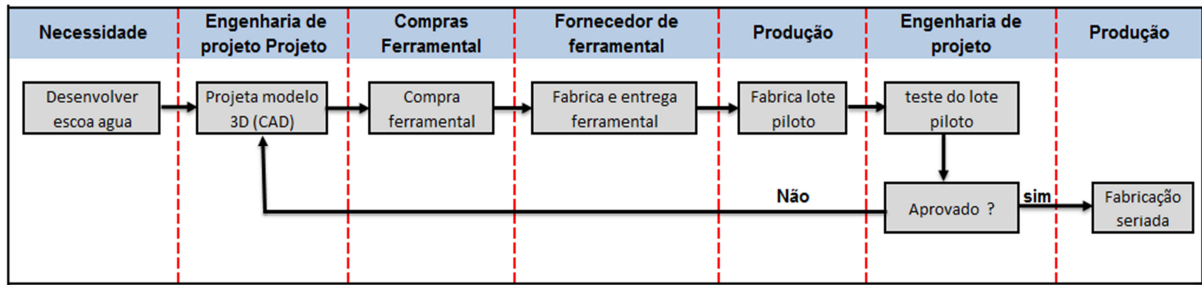 Necessidade
Engenharia de
projeto Projeto
Compras
Ferramental
Fornecedor de
ferramental
Produção
Engenharia de
projeto
Produção
Desenvolver
escoa agua
Projeta modelo
3D (CAD)
Compra
ferramental
Fabrica e entrega
ferramental
Fabrica lote
piloto
teste do lote
piloto
Não
Aprovado ?
sim
Fabricação
seriada